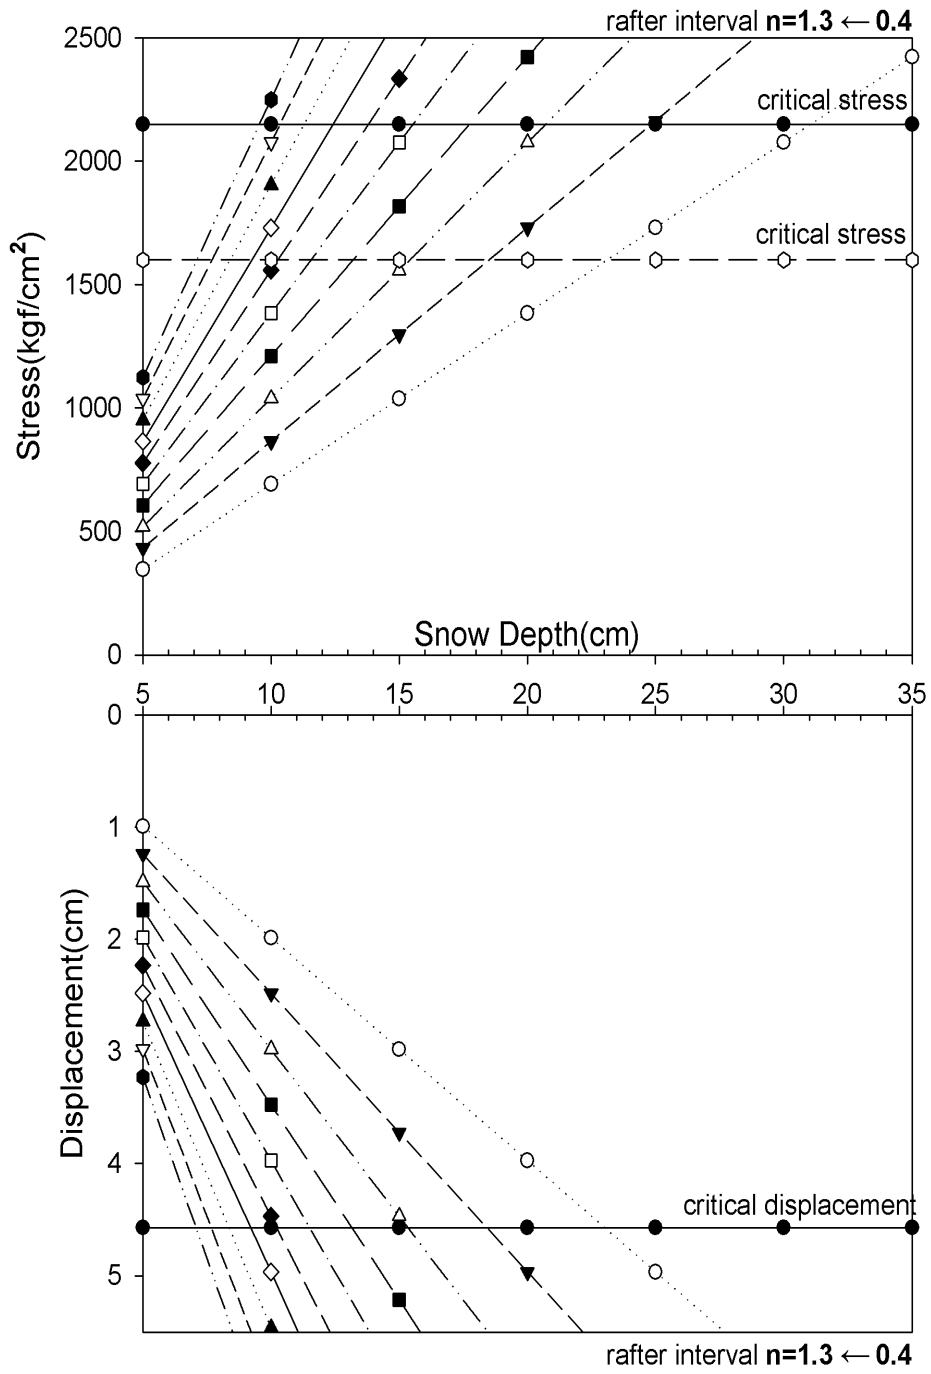 rafter interval n=1.3 ← 0.4
2500
critical stress
2000
critical stress
1500
Stress(kgf/cm²)
1000
500
Snow Depth(cm)
0
5 10 15 20 25 30 35
0
1
2
Displacement(cm)
3
4
critical displacement
5
rafter interval n=1.3 ← 0.4